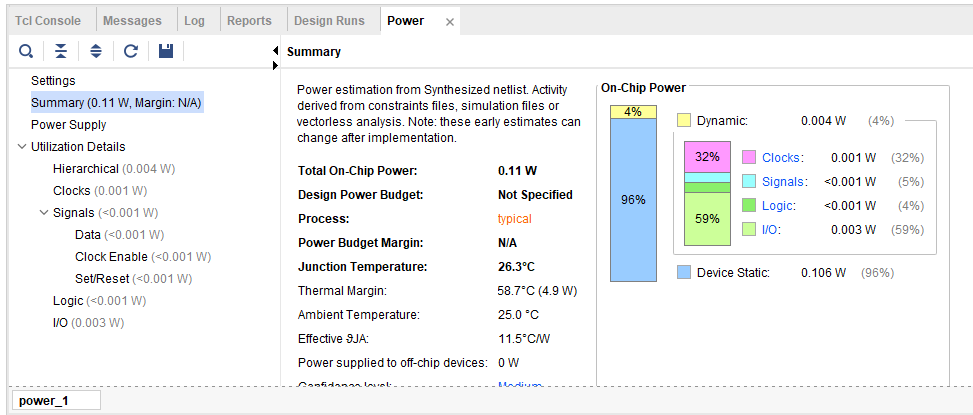 Tcl Console Messages Log Reports Design Runs Power ×
Summary
Settings
Summary (0.11 W, Margin: N/A)
Power Supply
Utilization Details
Hierarchical (0.004 W)
Clocks (0.001 W)
Signals (<0.001 W)
Data (<0.001 W)
Clock Enable (<0.001 W)
Set/Reset (<0.001 W)
Logic (<0.001 W)
I/O (0.003 W)
Power estimation from Synthesized netlist. Activity
derived from constraints files, simulation files or
vectorless analysis. Note: these early estimates can
change after implementation.
Total On-Chip Power: 0.11 W
Design Power Budget: Not Specified
Process: typical
Power Budget Margin: N/A
Junction Temperature: 26.3°C
Thermal Margin: 58.7°C (4.9 W)
Ambient Temperature: 25.0 °C
Effective ϑJA: 11.5°C/W
Power supplied to off-chip devices: 0 W
Confidence level: Medium
On-Chip Power
4%
96%
Dynamic: 0.004 W (4%)
32%
59%
Clocks: 0.001 W (32%)
Signals: <0.001 W (5%)
Logic: <0.001 W (4%)
I/O: 0.003 W (59%)
Device Static: 0.106 W (96%)
power_1